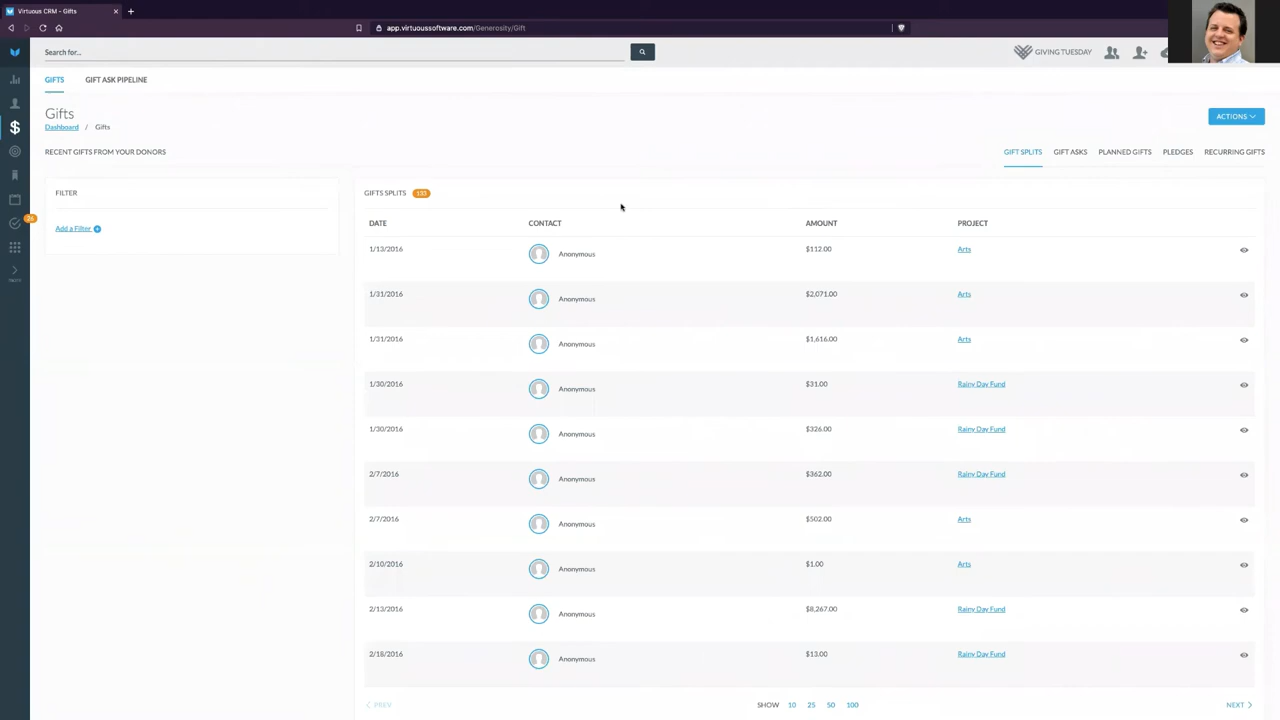 Virtuous CRM - Gifts
app.virtuoussoftware.com/Generosity/Gift
Search for...
GIVING TUESDAY
GIFTS GIFT ASK PIPELINE
Gifts
ACTIONS
Dashboard / Gifts
RECENT GIFTS FROM YOUR DONORS
GIFT SPLITS GIFT ASKS PLANNED GIFTS PLEDGES RECURRING GIFTS
FILTER
Add a Filter
26
GIFTS SPLITS 133
DATE CONTACT AMOUNT PROJECT
1/13/2016 Anonymous $112.00 Arts
1/31/2016 Anonymous $2,071.00 Arts
1/31/2016 Anonymous $1,616.00 Arts
1/30/2016 Anonymous $31.00 Rainy Day Fund
1/30/2016 Anonymous $326.00 Rainy Day Fund
2/7/2016 Anonymous $362.00 Rainy Day Fund
2/7/2016 Anonymous $502.00 Arts
2/10/2016 Anonymous $1.00 Arts
2/13/2016 Anonymous $8,267.00 Rainy Day Fund
2/18/2016 Anonymous $13.00 Rainy Day Fund
PREV SHOW 10 25 50 100 NEXT